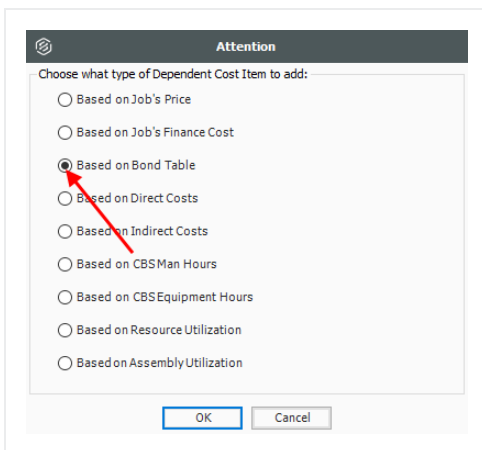 Attention
Choose what type of Dependent Cost Item to add:
Based on Job's Price
Based on Job's Finance Cost
Based on Bond Table
Based on Direct Costs
Based on Indirect Costs
Based on CBS Man Hours
Based on CBS Equipment Hours
Based on Resource Utilization
Based on Assembly Utilization
OK Cancel